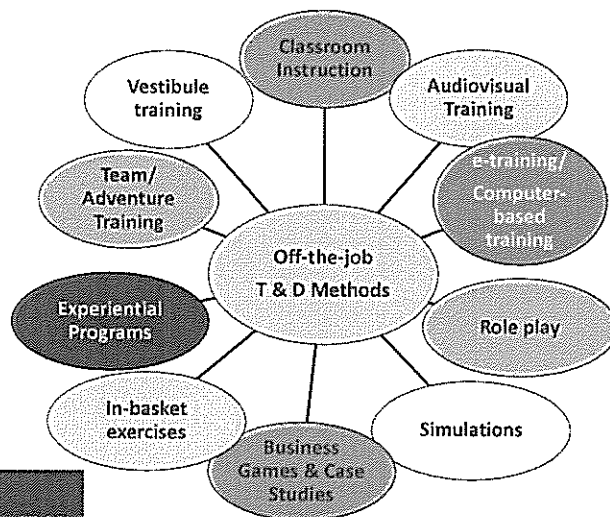 Classroom
Instruction
Vestibule
training
Audiovisual
Training
Team/
Adventure
Training
e-training/
Computer-
based
training
Off-the-job
T & D Methods
Experiential
Programs
Role play
In-basket
exercises
Simulations
Business
Games & Case
Studies